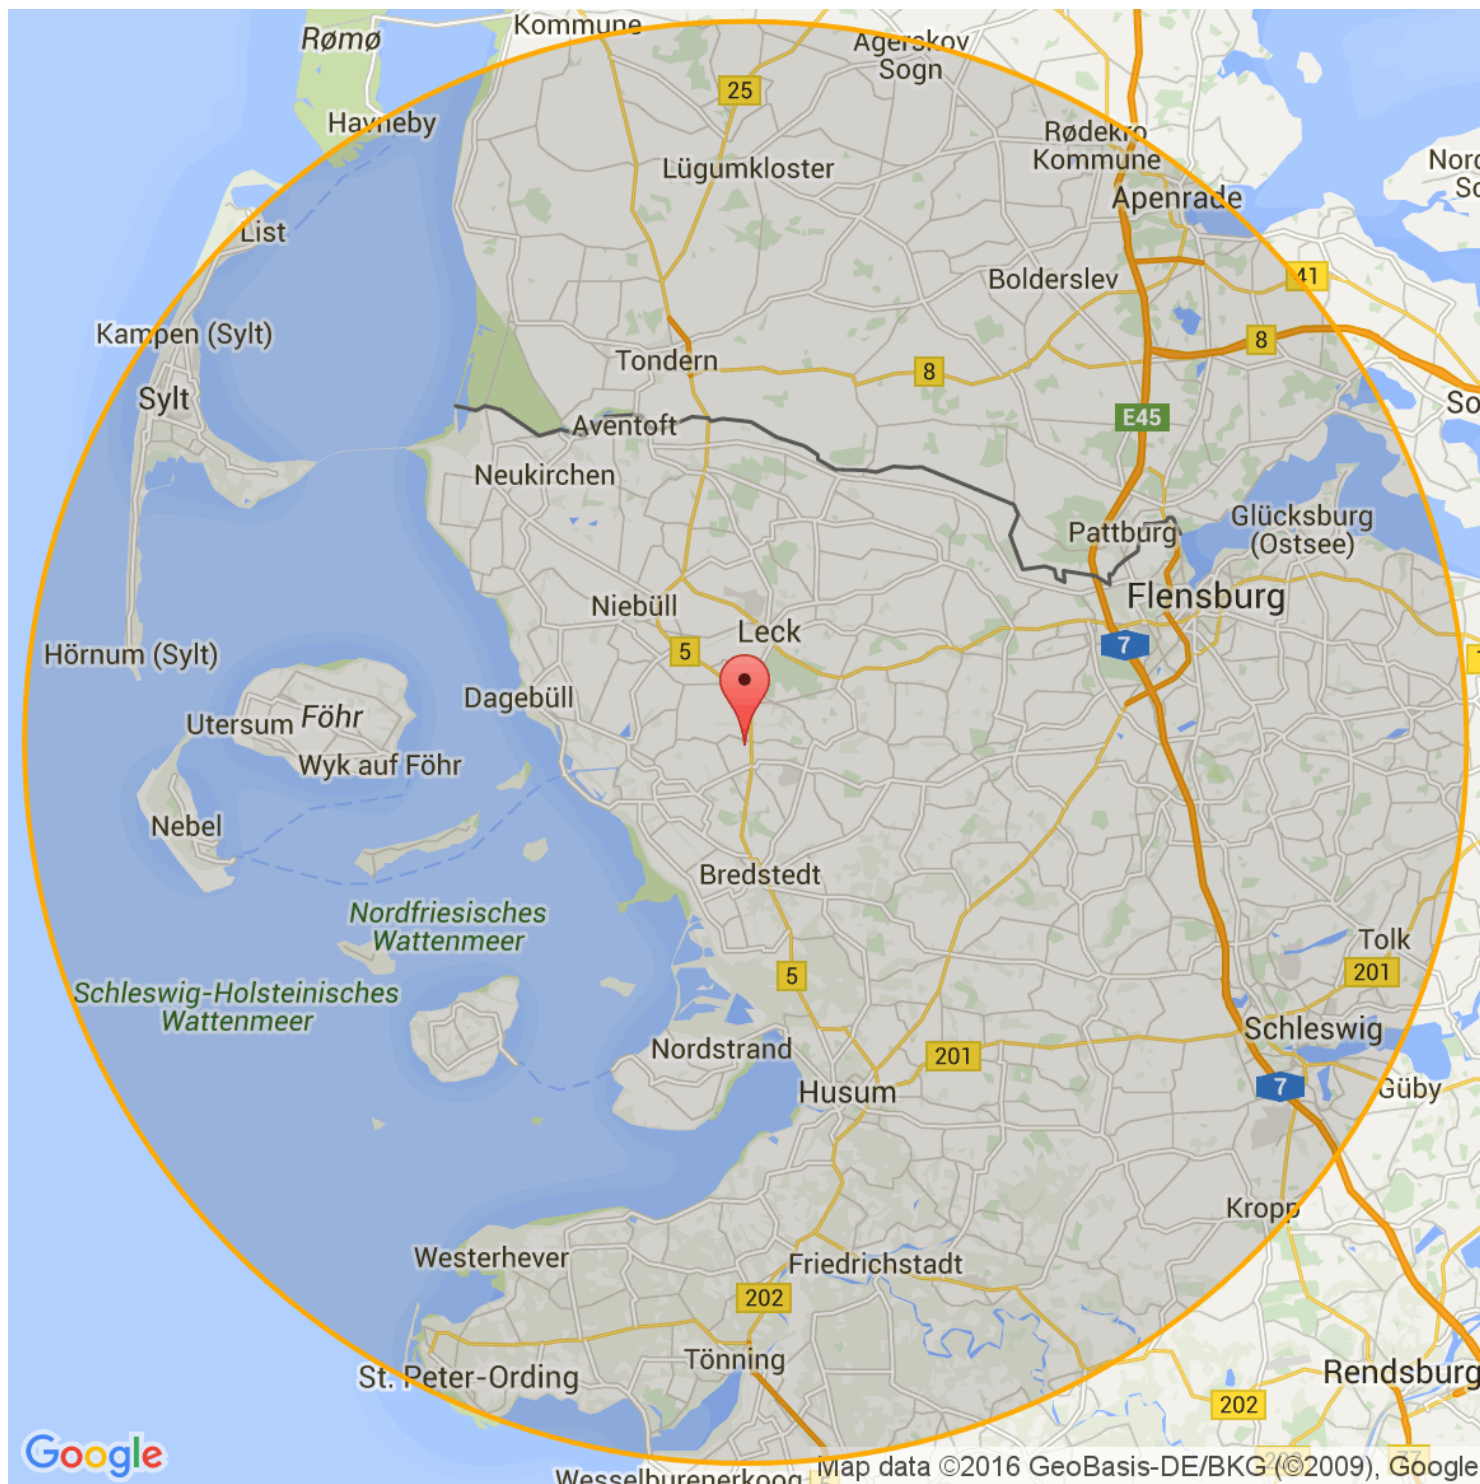 Kommune
Rømø
Agerskov
Sogn
25
Havneby
Rødekro
Kommune
Lügumkloster
Apenrade
List
Bolderslev
41
Kampen (Sylt)
8
Tondern
8
Sylt
E45
Aventoft
Neukirchen
Glücksburg
(Ostsee)
Pattburg
Flensburg
Niebüll
Leck
7
5
Hörnum (Sylt)
Dagebüll
Utersum
Föhr
Wyk auf Föhr
Nebel
Bredstedt
Nordfriesisches
Wattenmeer
Tolk
201
5
Schleswig-Holsteinisches
Wattenmeer
Schleswig
Nordstrand
201
Husum
7
Güby
Kropp
Westerhever
Friedrichstadt
202
Tönning
St. Peter-Ording
Rendsburg
202
Google
Wesselburenerkoog
Map data ©2016 GeoBasis-DE/BKG (©2009), Google